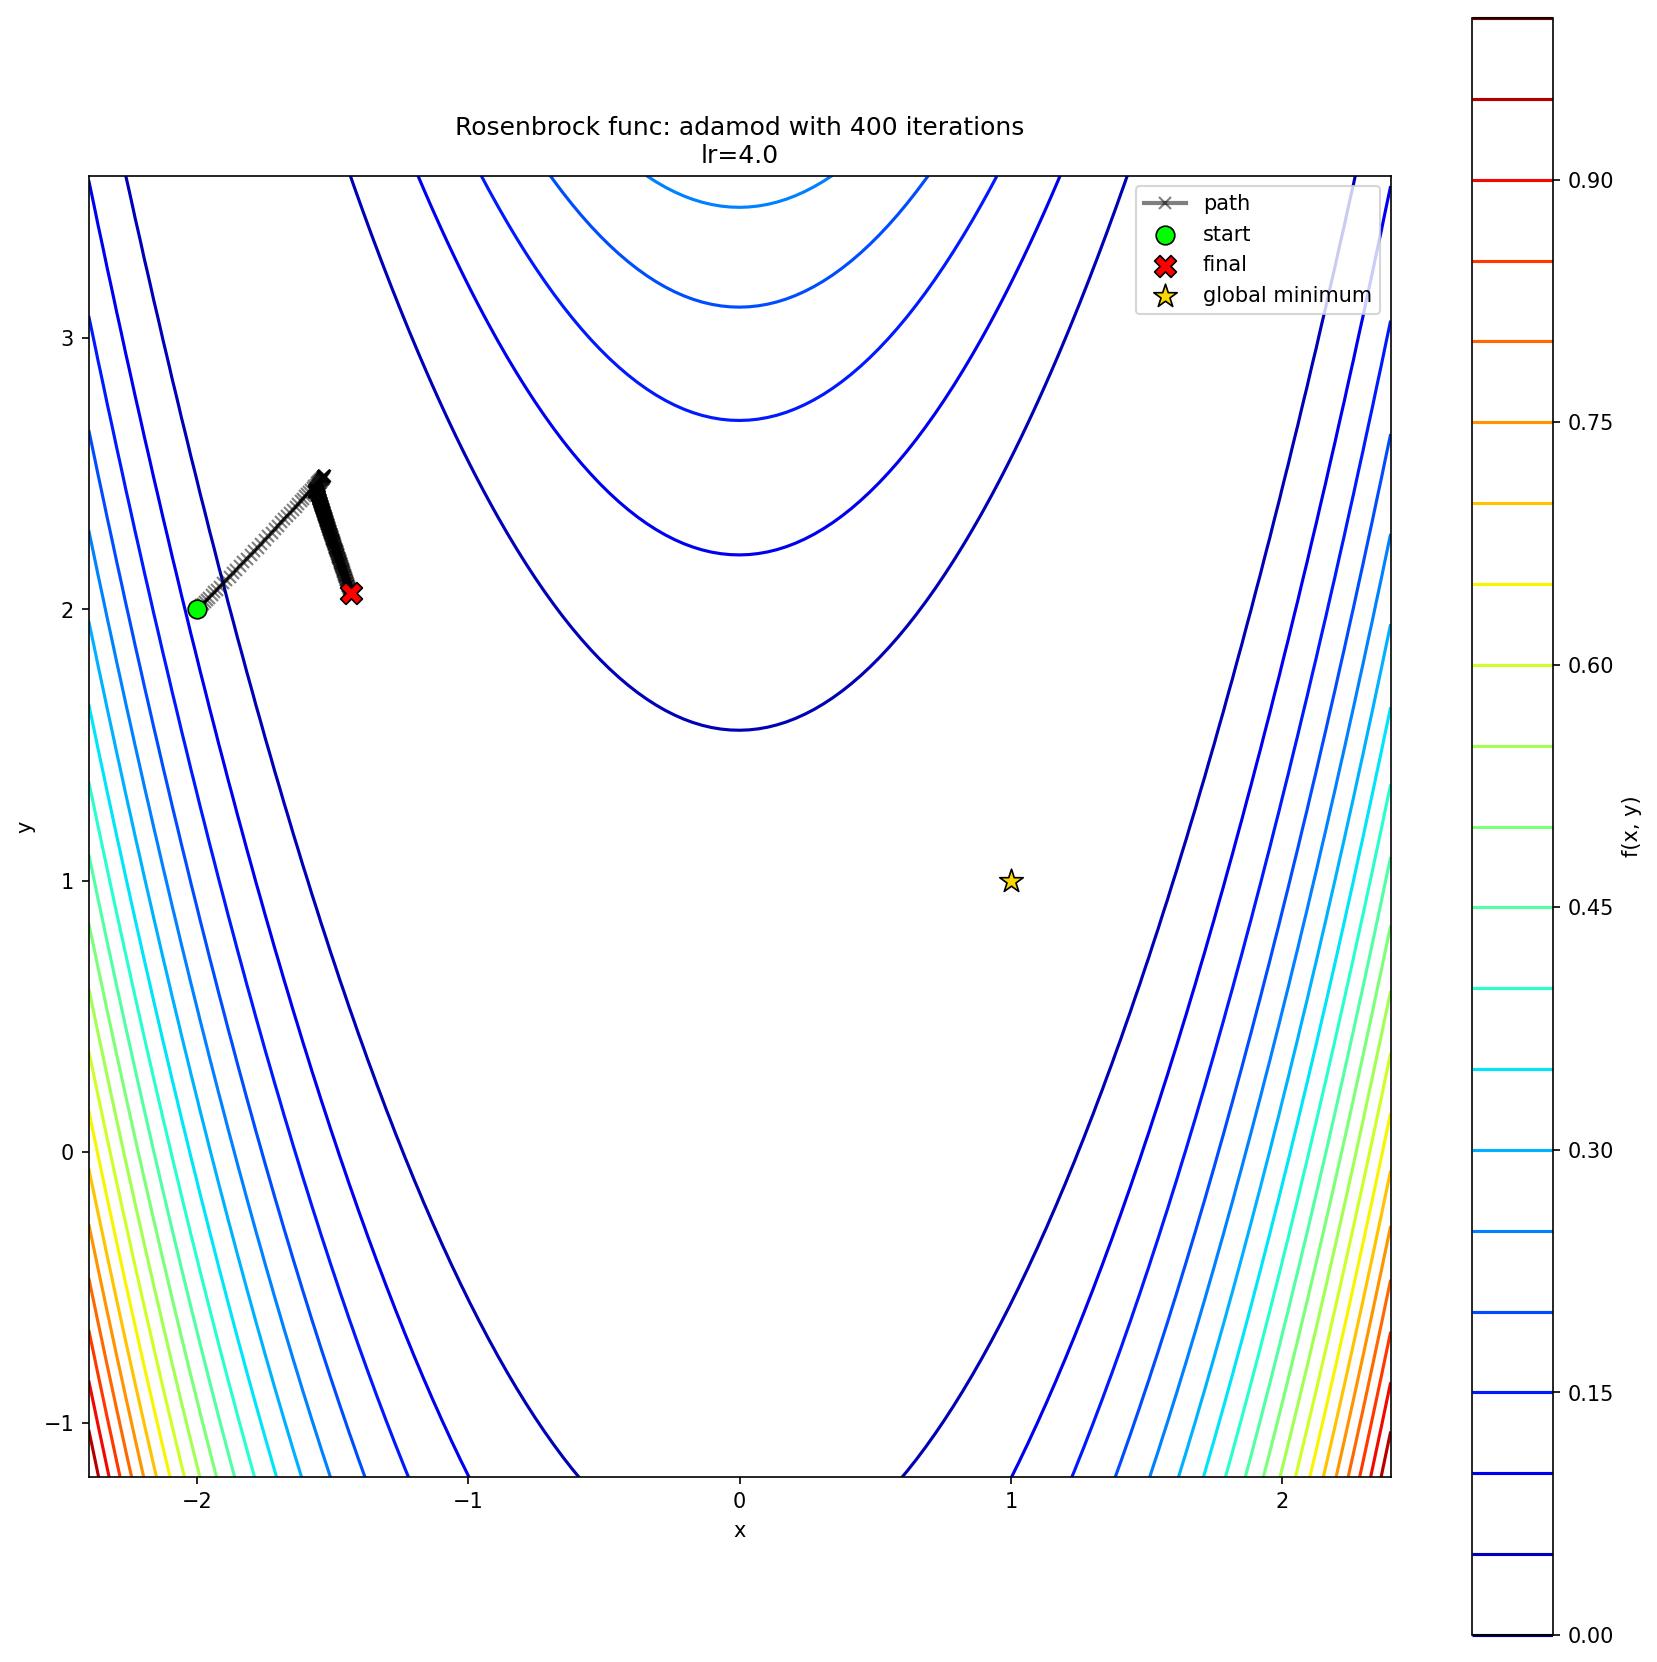 Rosenbrock func: adamod with 400 iterations
lr=4.0
path
start
final
global minimum
3
2
1
0
−1
y
−2
−1
0
1
2
x
0.90
0.75
0.60
0.45
0.30
0.15
0.00
f(x, y)